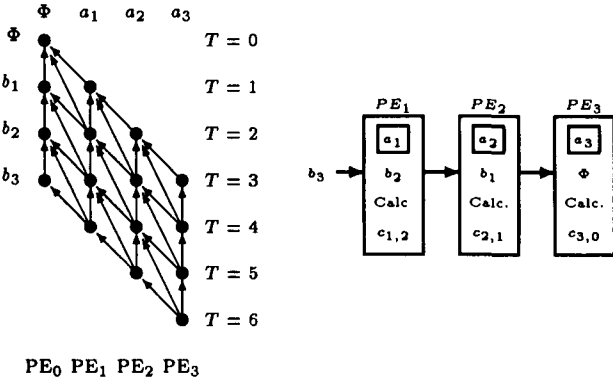 Φ a₁ a₂ a₃
Φ T = 0
b₁ T = 1
b₂ T = 2
b₃ T = 3
T = 4
T = 5
T = 6
PE₀ PE₁ PE₂ PE₃
PE₁ PE₂ PE₃
a₁ a₂ a₃
b₃ b₂ b₁ Φ
Calc Calc. Calc.
c₁,₂ c₂,₁ c₃,₀